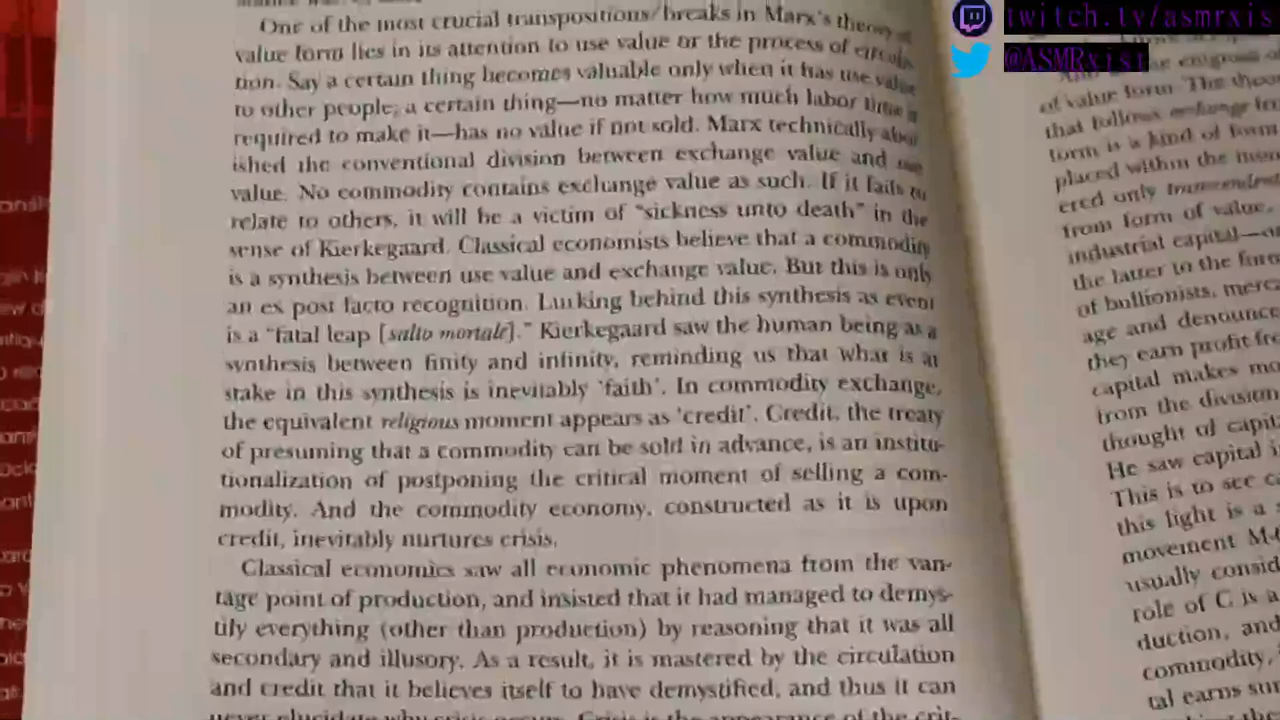 One of the most crucial transpositions/breaks in Marx's theory of
value form lies in its attention to use value or the process of circula-
tion. Say a certain thing becomes valuable only when it has use value
to other people; a certain thing—no matter how much labor time is
required to make it—has no value if not sold. Marx technically abol-
ished the conventional division between exchange value and use
value. No commodity contains exchange value as such. If it fails to
relate to others, it will be a victim of "sickness unto death" in the
sense of Kierkegaard. Classical economists believe that a commodity
is a synthesis between use value and exchange value. But this is only
an ex post facto recognition. Lurking behind this synthesis as event
is a "fatal leap [salto mortale]." Kierkegaard saw the human being as a
synthesis between finity and infinity, reminding us that what is at
stake in this synthesis is inevitably 'faith'. In commodity exchange,
the equivalent religious moment appears as 'credit'. Credit, the treaty
of presuming that a commodity can be sold in advance, is an institu-
tionalization of postponing the critical moment of selling a com-
modity. And the commodity economy, constructed as it is upon
credit, inevitably nurtures crisis.
Classical economics saw all economic phenomena from the van-
tage point of production, and insisted that it had managed to demys-
tify everything (other than production) by reasoning that it was all
secondary and illusory. As a result, it is mastered by the circulation
and credit that it believes itself to have demystified, and thus it can
never elucidate why crisis occurs. Crisis is the appearance of the crit-
twitch.tv/asmrxis
@ASMRxist
of value form. The
that follows exchange
form is a kind of form
placed within the
ered only
from form of value,
industrial capital—
the latter to the
of bullionists,
age and denounce
they earn profit
capital makes
from the division
thought of
He saw capital
This is to see
this light is a
movement
usually
role of C is a
duction, and
commodity,
tal earns